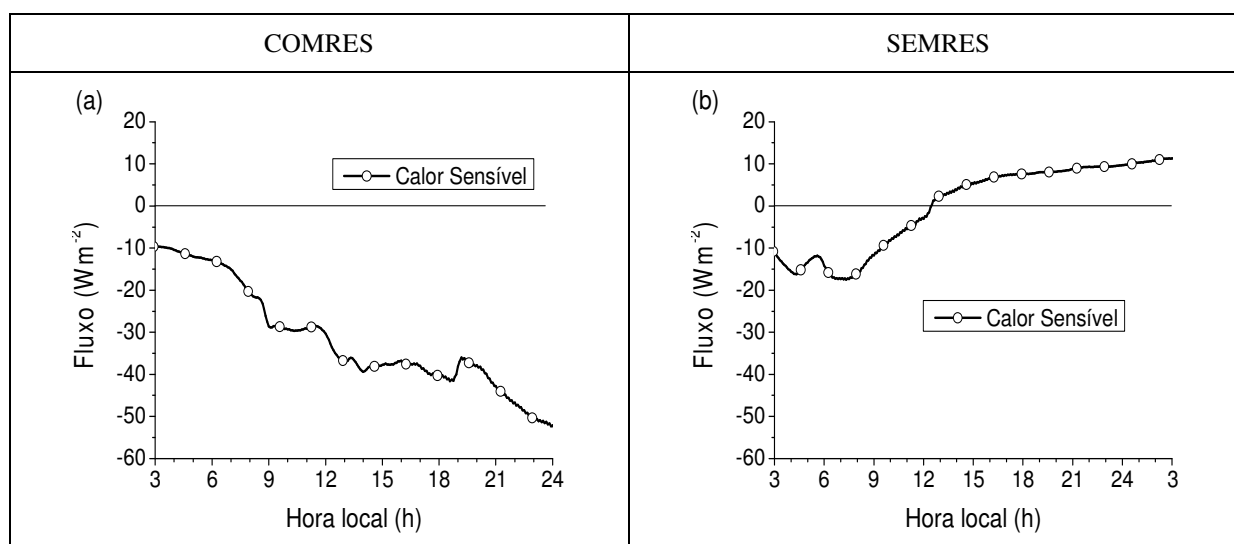 COMRES
SEMRES
(a)
20
10
0
-10
-20
-30
-40
-50
-60
Fluxo (Wm⁻²)
Calor Sensível
3 6 9 12 15 18 21 24
Hora local (h)
(b)
20
10
0
-10
-20
-30
-40
-50
-60
Fluxo (Wm⁻²)
Calor Sensível
3 6 9 12 15 18 21 24 3
Hora local (h)